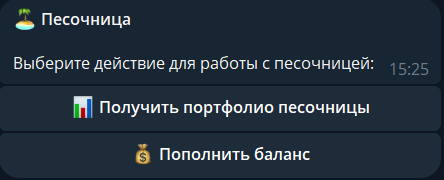 🏝 Песочница
Выберите действие для работы с песочницей:
15:25
📊 Получить портфолио песочницы
💰 Пополнить баланс